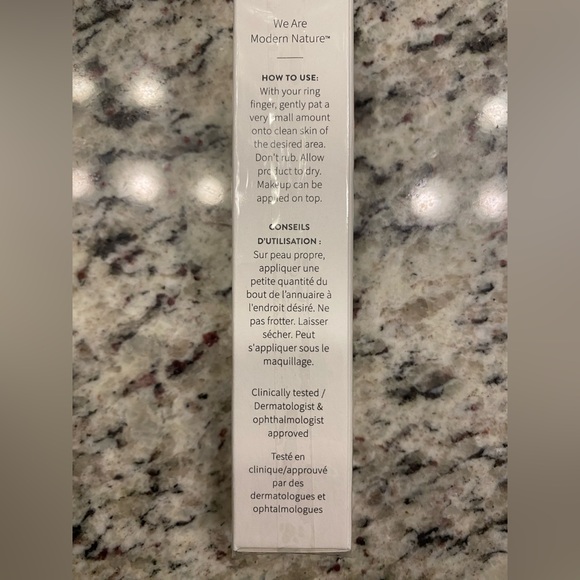 We Are
Modern Nature™
HOW TO USE:
With your ring
finger, gently pat a
very small amount
onto clean skin of
the desired area.
Don't rub. Allow
product to dry.
Makeup can be
applied on top.
CONSEILS
D'UTILISATION :
Sur peau propre,
appliquer une
petite quantité du
bout de l'annuaire à
l'endroit désiré. Ne
pas frotter. Laisser
sécher. Peut
s'appliquer sous le
maquillage.
Clinically tested /
Dermatologist &
ophthalmologist
approved
Testé en
clinique/approuvé
par des
dermatologues et
ophtalmologues